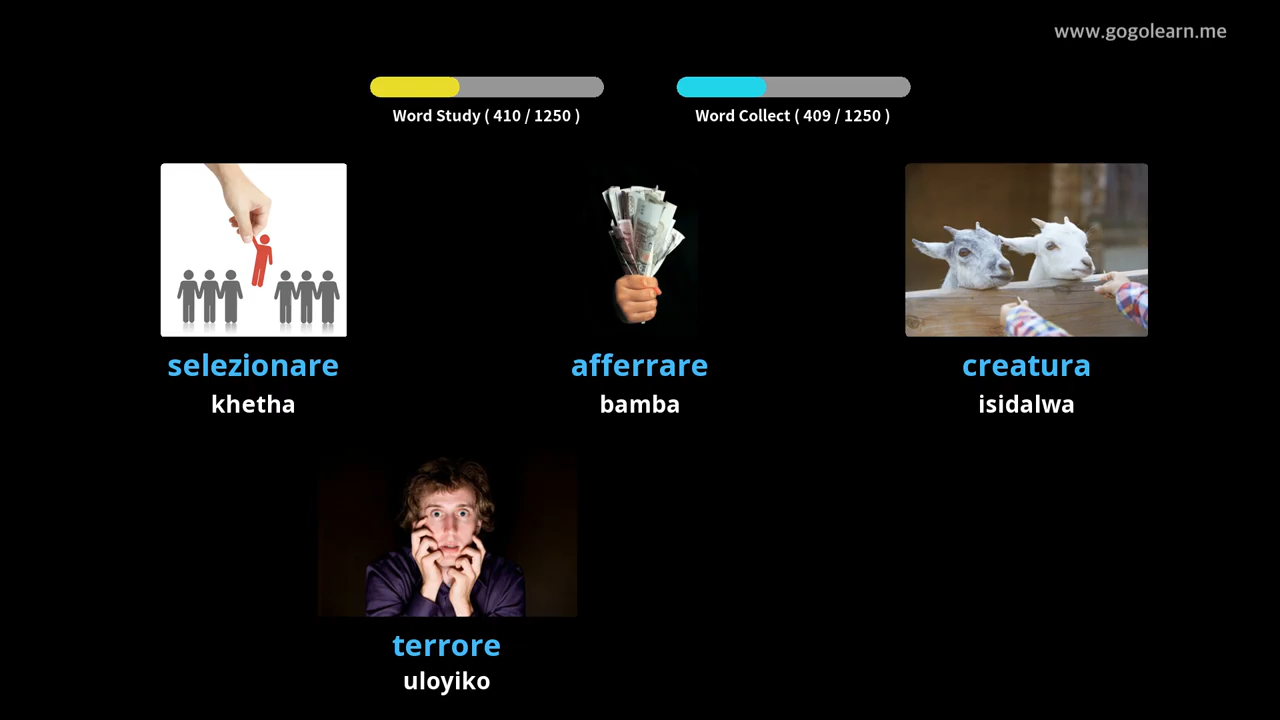 www.gogolearn.me
Word Study ( 410 / 1250 )
Word Collect ( 409 / 1250 )
selezionare
khetha
afferrare
bamba
creatura
isidalwa
terrore
uloyiko